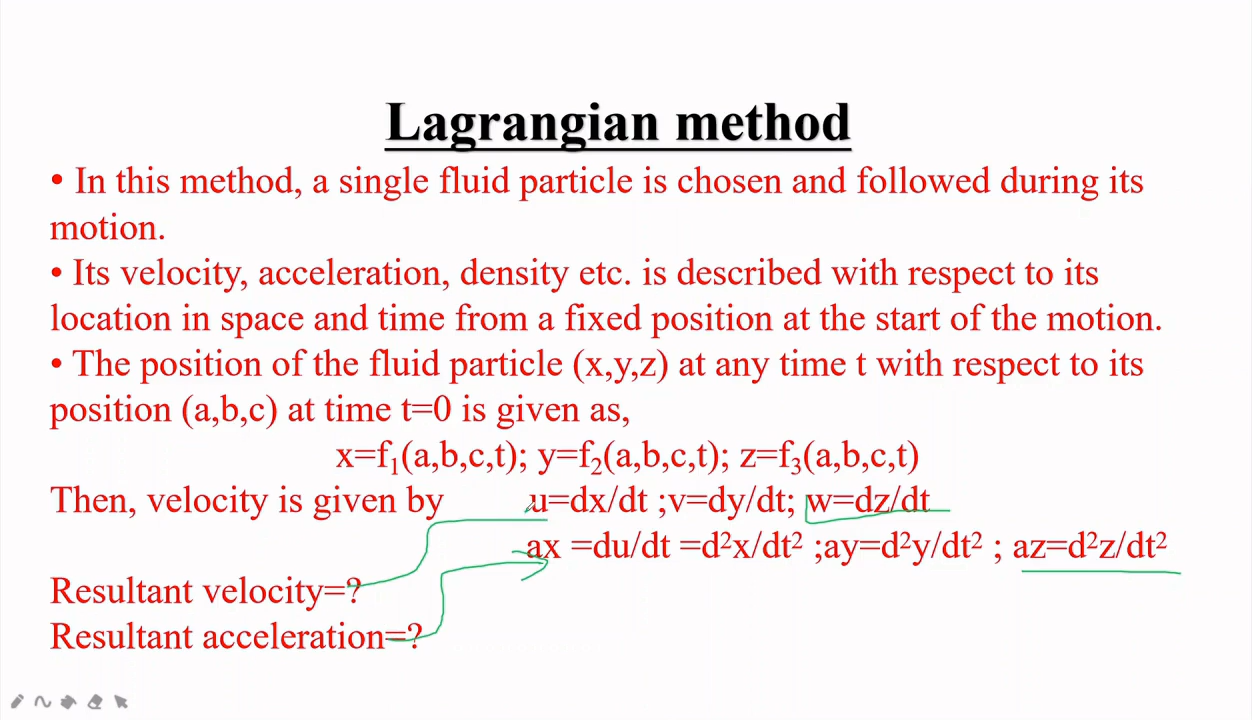 Lagrangian method
• In this method, a single fluid particle is chosen and followed during its
motion.
• Its velocity, acceleration, density etc. is described with respect to its
location in space and time from a fixed position at the start of the motion.
• The position of the fluid particle (x,y,z) at any time t with respect to its
position (a,b,c) at time t=0 is given as,
x=f₁(a,b,c,t); y=f₂(a,b,c,t); z=f₃(a,b,c,t)
Then, velocity is given by u=dx/dt ;v=dy/dt; w=dz/dt
ax =du/dt =d²x/dt² ;ay=d²y/dt² ; az=d²z/dt²
Resultant velocity=?
Resultant acceleration=?